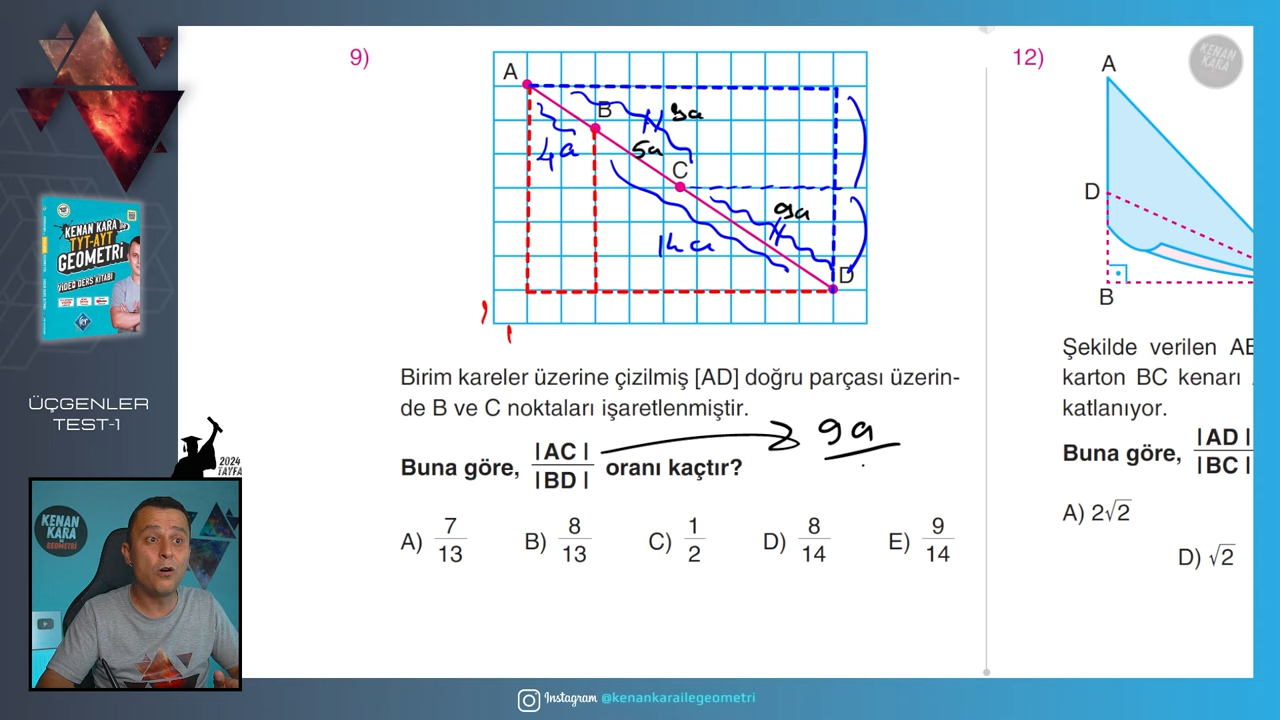 9)
A
B
9a
4a
5a
C
9a
14a
D
Birim kareler üzerine çizilmiş [AD] doğru parçası üzerin-
de B ve C noktaları işaretlenmiştir.
Buna göre, |AC| / |BD| oranı kaçtır?
9a
A) 7/13 B) 8/13 C) 1/2 D) 8/14 E) 9/14
12)
A
D
B
Şekilde verilen AB
karton BC kenarı
katlanıyor.
Buna göre, |AD| / |BC|
A) 2√2
D) √2
KENAN KARA
KENAN KARA
TYT-AYT
GEOMETRİ
VİDEO DERS KİTABI
ÜÇGENLER
TEST-1
2024
TAYFA
KENAN
KARA
GEOMETRİ
Instagram @kenankarailegeometri